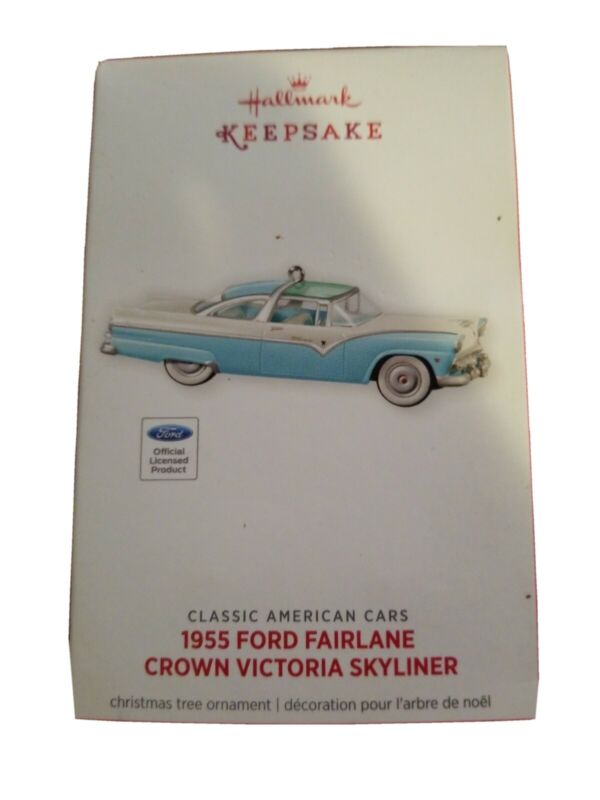 Hallmark
KEEPSAKE
Ford
Official
Licensed
Product
CLASSIC AMERICAN CARS
1955 FORD FAIRLANE
CROWN VICTORIA SKYLINER
christmas tree ornament | décoration pour l'arbre de noël